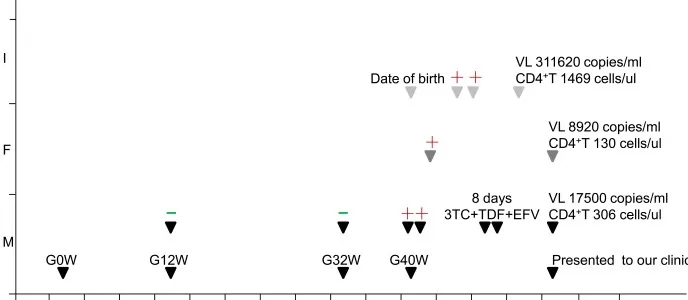 I
VL 311620 copies/ml
Date of birth + + CD4⁺T 1469 cells/ul
F
VL 8920 copies/ml
+ CD4⁺T 130 cells/ul
M
8 days VL 17500 copies/ml
− − ++ 3TC+TDF+EFV CD4⁺T 306 cells/ul
G0W G12W G32W G40W Presented to our clinic